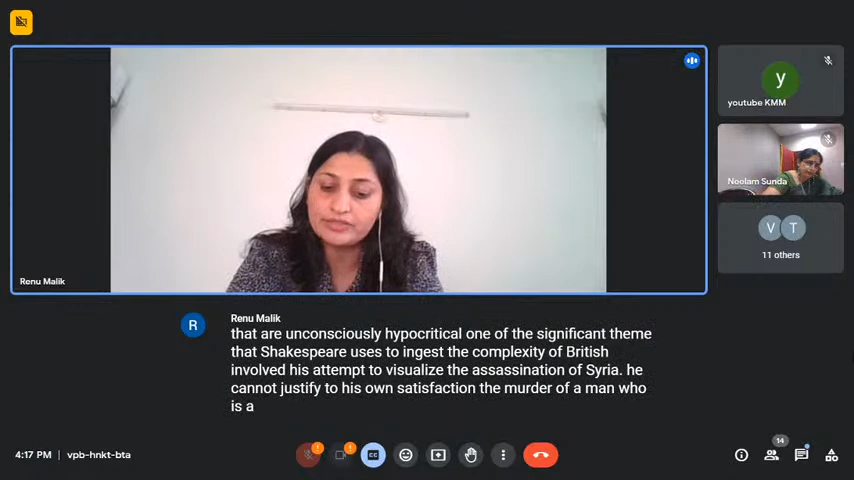 y
youtube KMM
Neelam Sunda
V T
11 others
Renu Malik
R
Renu Malik
that are unconsciously hypocritical one of the significant theme
that Shakespeare uses to ingest the complexity of British
involved his attempt to visualize the assassination of Syria. he
cannot justify to his own satisfaction the murder of a man who
is a
4:17 PM | vpb-hnkt-bta
! ! CC 14